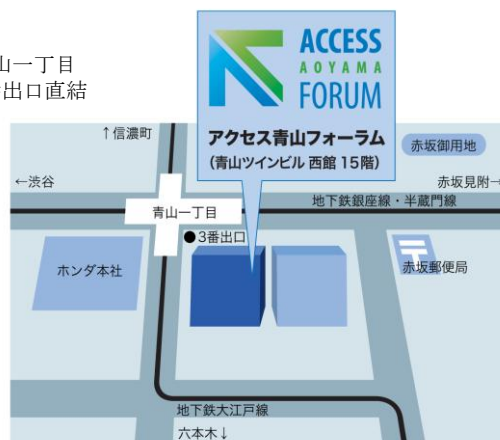 山一丁目
出口直結
ACCESS
AOYAMA
FORUM
アクセス青山フォーラム
(青山ツインビル 西館 15階)
↑信濃町
赤坂御用地
←渋谷
赤坂見附→
地下鉄銀座線・半蔵門線
青山一丁目
●3番出口
ホンダ本社
〒
赤坂郵便局
地下鉄大江戸線
六本木↓